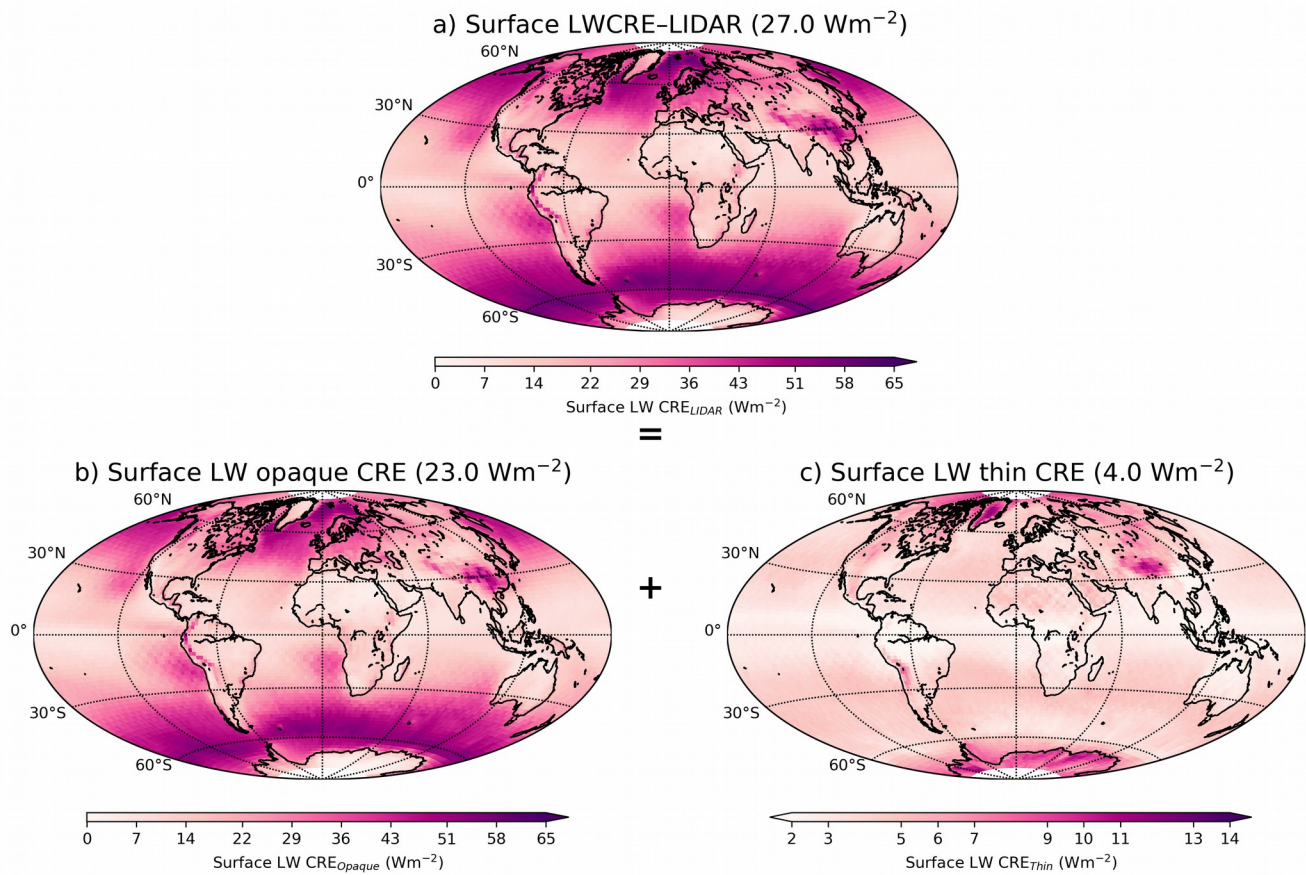 a) Surface LWCRE–LIDAR (27.0 Wm⁻²)
60°N
30°N
0°
30°S
60°S
0 7 14 22 29 36 43 51 58 65
Surface LW CRE_LIDAR (Wm⁻²)
=
b) Surface LW opaque CRE (23.0 Wm⁻²)
60°N
30°N
0°
30°S
60°S
0 7 14 22 29 36 43 51 58 65
Surface LW CRE_Opaque (Wm⁻²)
+
c) Surface LW thin CRE (4.0 Wm⁻²)
60°N
30°N
0°
30°S
60°S
2 3 5 6 7 9 10 11 13 14
Surface LW CRE_Thin (Wm⁻²)